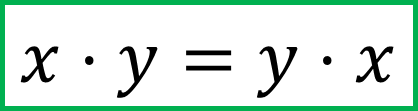 x · y = y · x